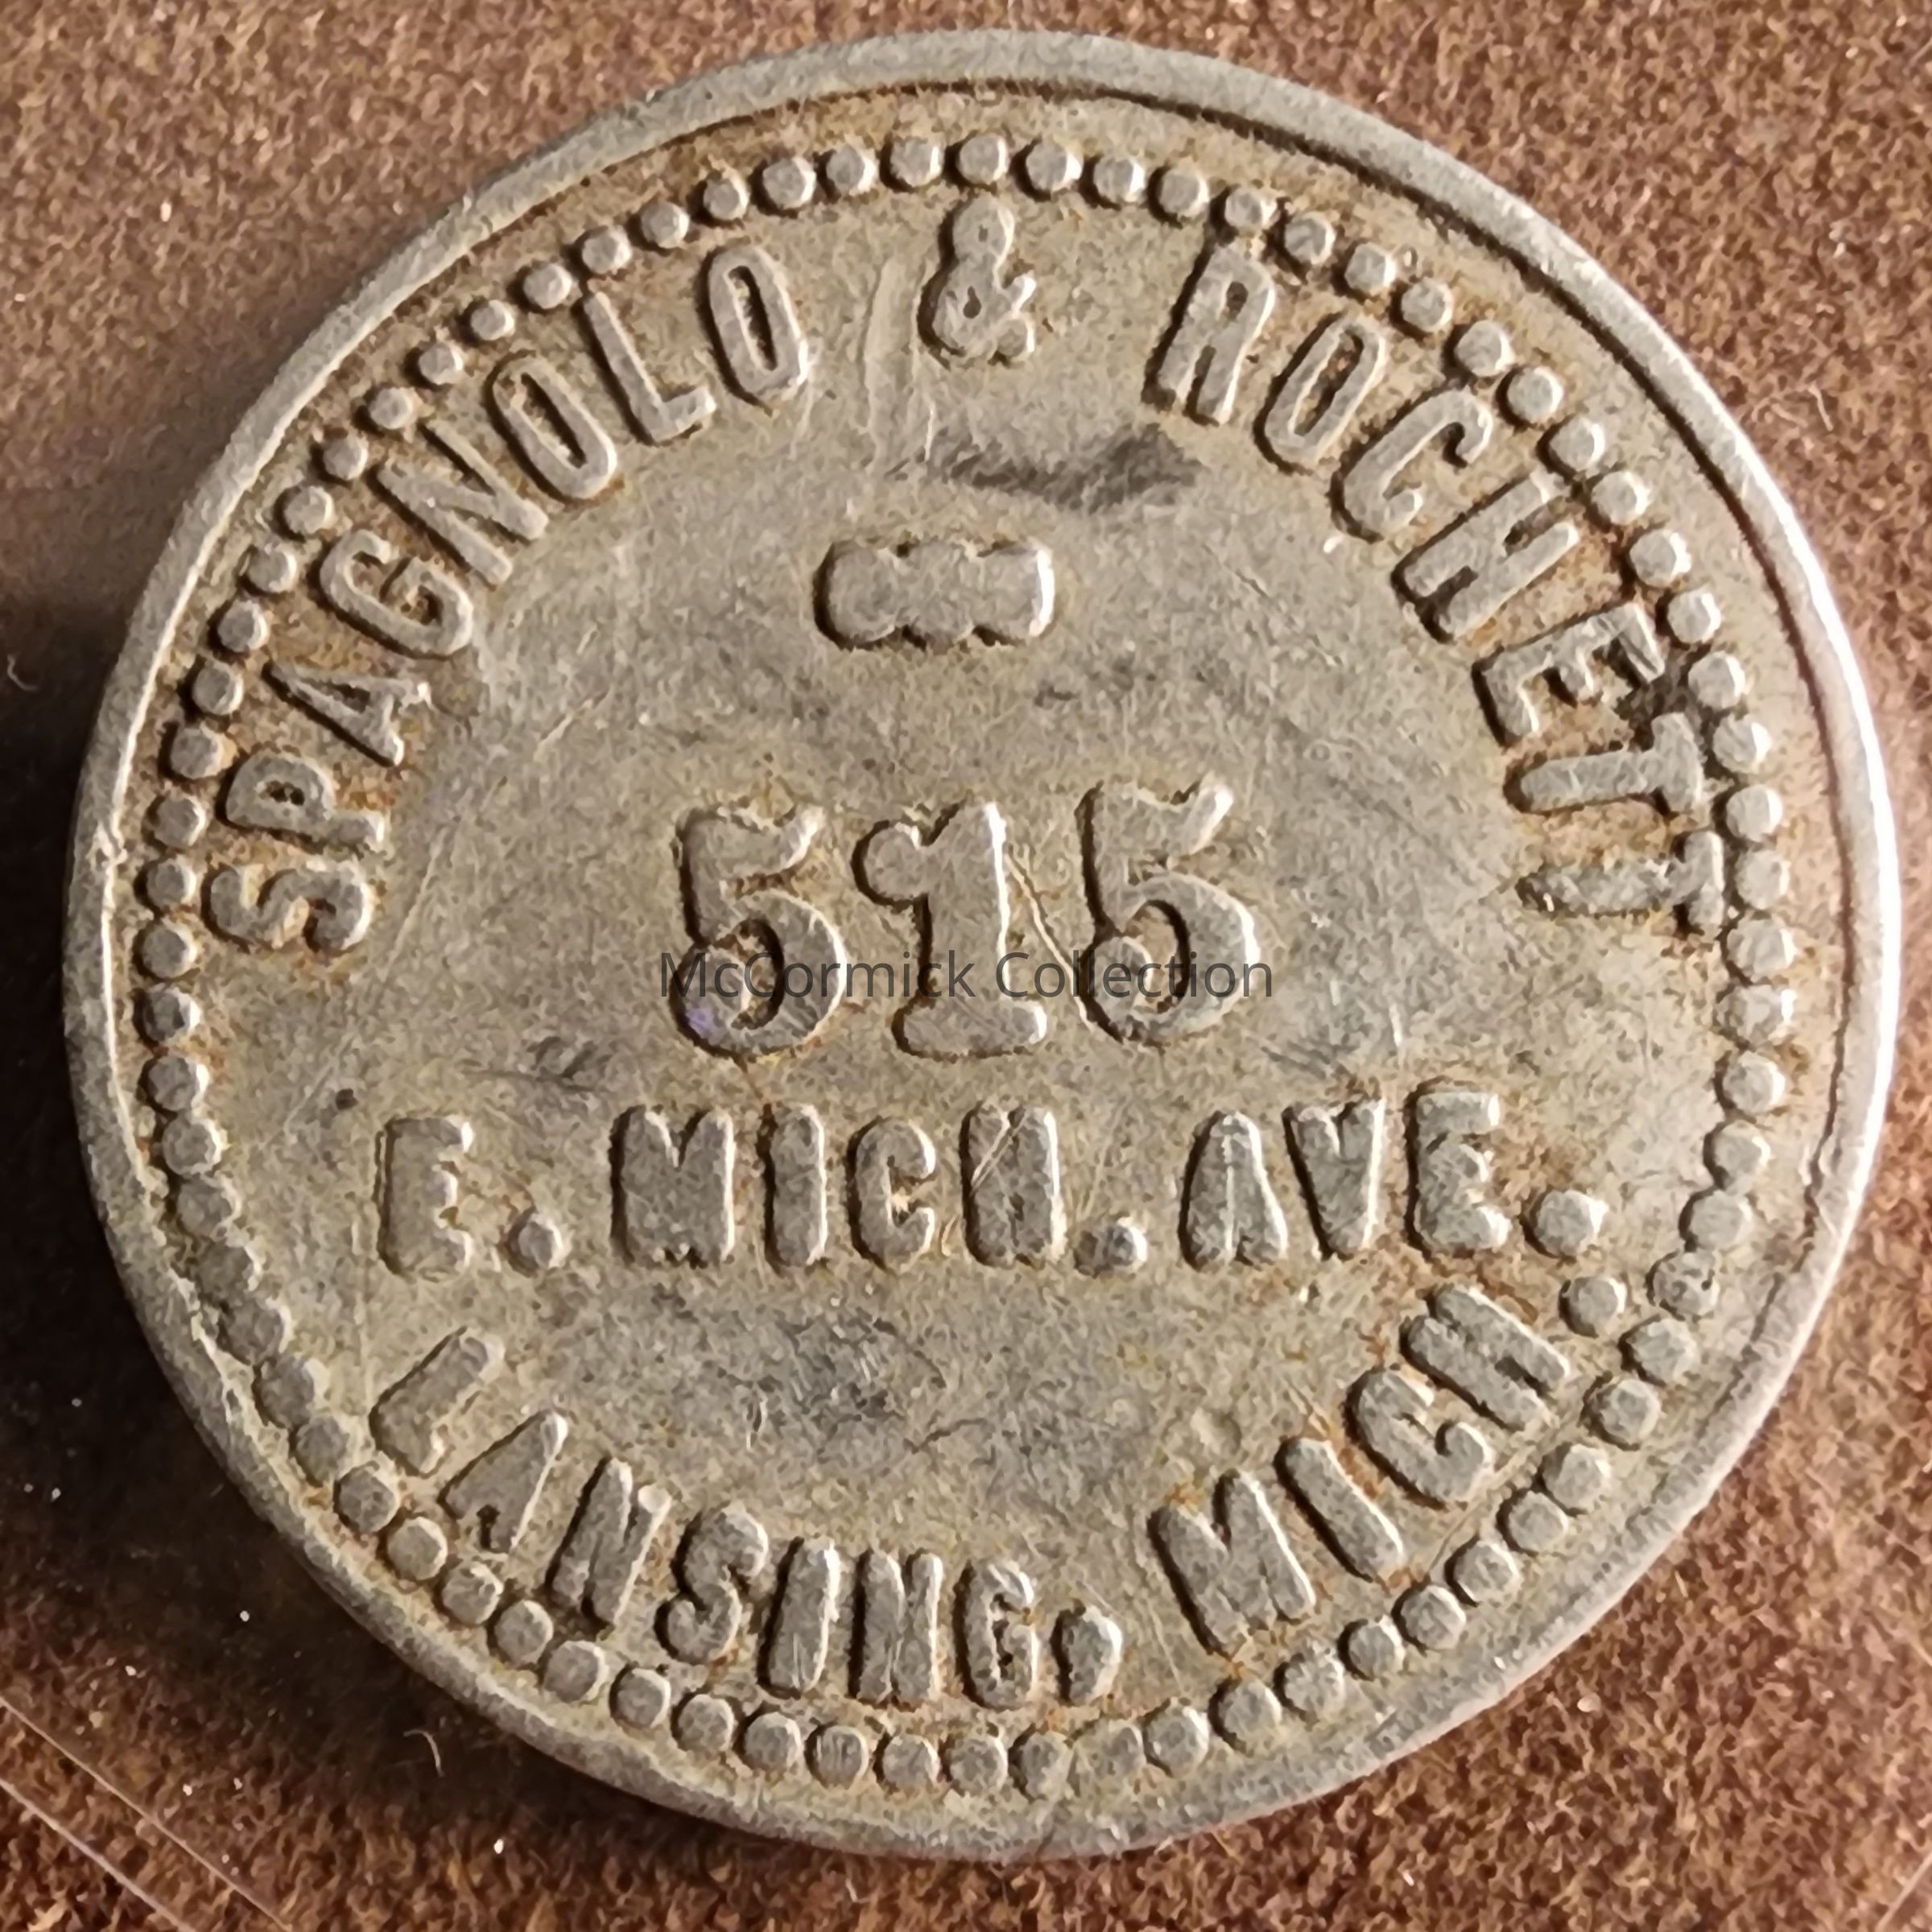 SPAGNOLO & ROCHETT
515
E. MICH. AVE.
LANSING, MICH.
McCormick Collection